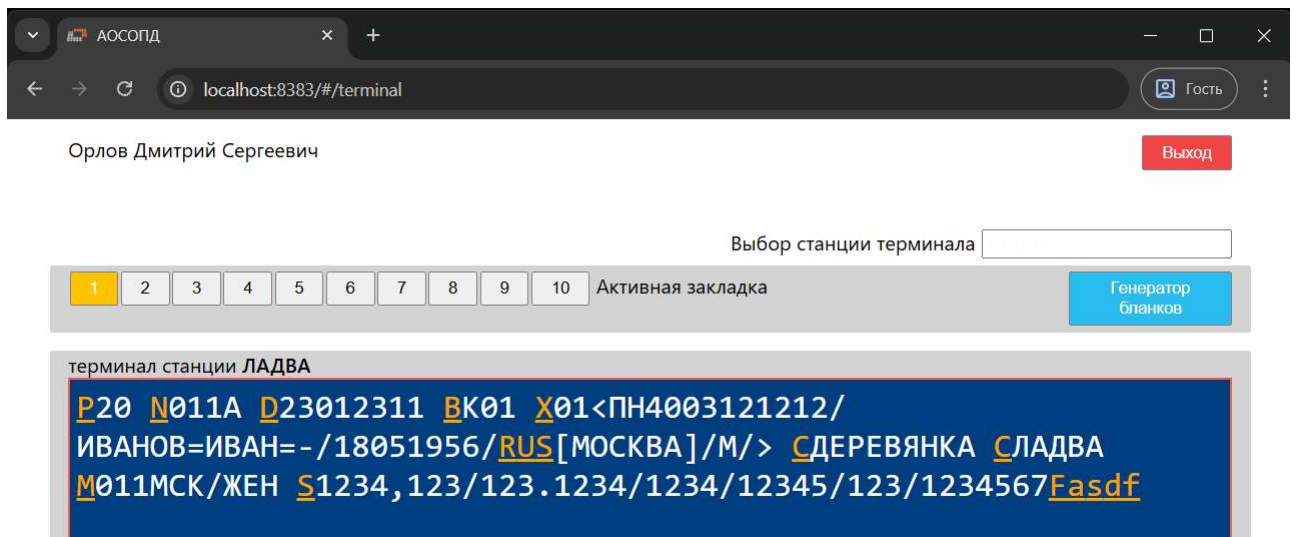 АОСОПД
localhost:8383/#/terminal
Гость
Орлов Дмитрий Сергеевич
Выход
Выбор станции терминала
1 2 3 4 5 6 7 8 9 10 Активная закладка
Генератор
бланков
терминал станции ЛАДВА
P20 N011A D23012311 BK01 X01<ПН4003121212/
ИВАНОВ=ИВАН=-/18051956/RUS[МОСКВА]/М/> СДЕРЕВЯНКА СЛАДВА
M011МСК/ЖЕН S1234,123/123.1234/1234/12345/123/1234567Fasdf